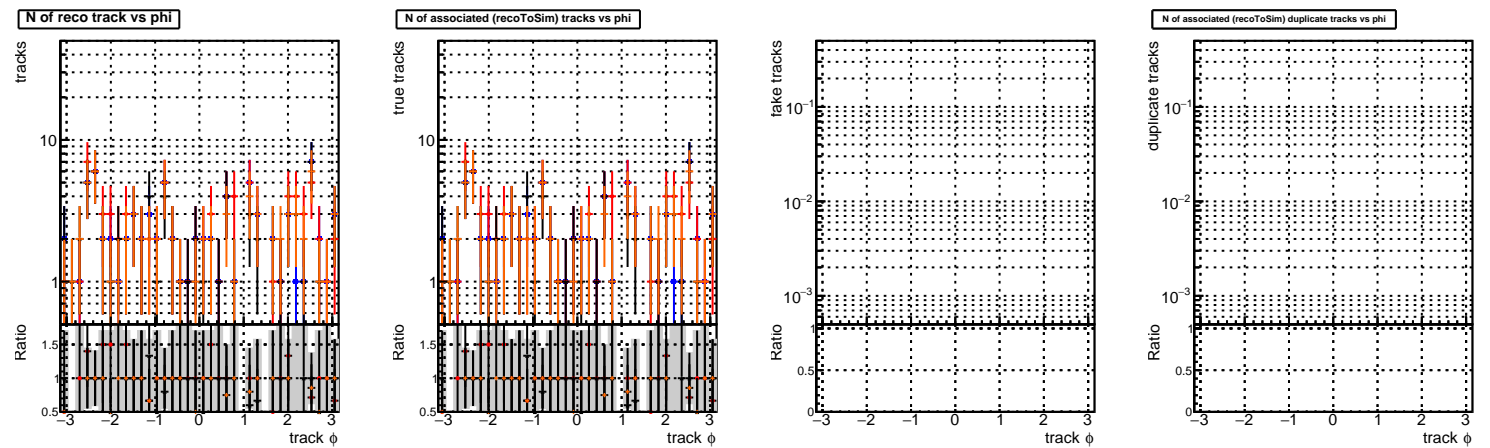 N of reco track vs phi
tracks
10
1
Ratio
1.5
1
0.5
−3 −2 −1 0 1 2 3
track ϕ
N of associated (recoToSim) tracks vs phi
true tracks
10
1
Ratio
1.5
1
0.5
−3 −2 −1 0 1 2 3
track ϕ
fake tracks
10−1
10−2
10−3
Ratio
1
0.5
0
−3 −2 −1 0 1 2 3
track ϕ
N of associated (recoToSim) duplicate tracks vs phi
duplicate tracks
10−1
10−2
10−3
Ratio
1
0.5
0
−3 −2 −1 0 1 2 3
track ϕ